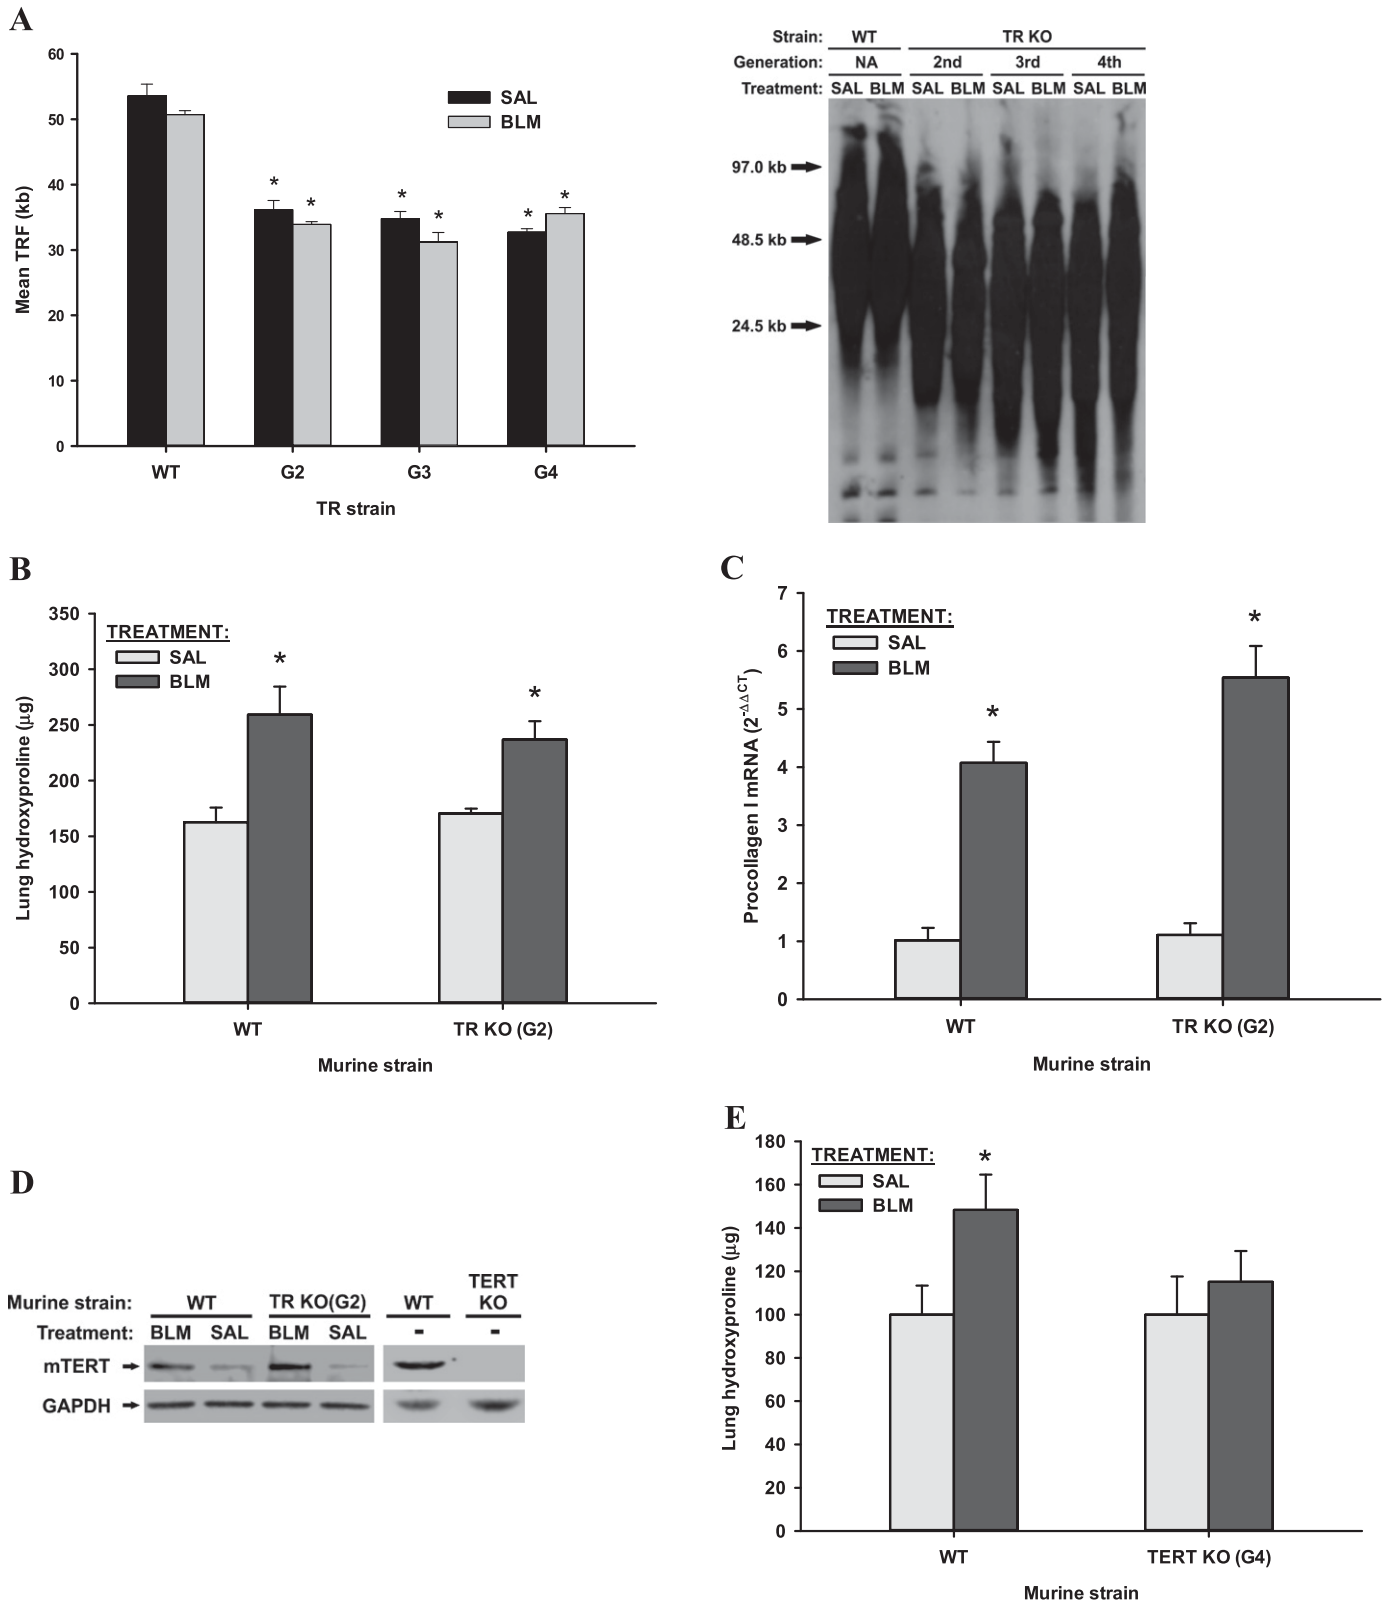 A
60
50
40
30
20
10
0
Mean TRF (kb)
SAL
BLM
* * * * * *
WT G2 G3 G4
TR strain
Strain: WT TR KO
Generation: NA 2nd 3rd 4th
Treatment: SAL BLM SAL BLM SAL BLM SAL BLM
97.0 kb
48.5 kb
24.5 kb
B
350
300
250
200
150
100
50
0
Lung hydroxyproline (µg)
TREATMENT:
SAL
BLM
* *
WT TR KO (G2)
Murine strain
C
7
6
5
4
3
2
1
0
Procollagen I mRNA (2^-ΔΔCT)
TREATMENT:
SAL
BLM
* *
WT TR KO (G2)
Murine strain
D
TERT
Murine strain: WT TR KO(G2) WT KO
Treatment: BLM SAL BLM SAL - -
mTERT
GAPDH
E
180
160
140
120
100
80
60
40
20
0
Lung hydroxyproline (µg)
TREATMENT:
SAL
BLM
*
WT TERT KO (G4)
Murine strain